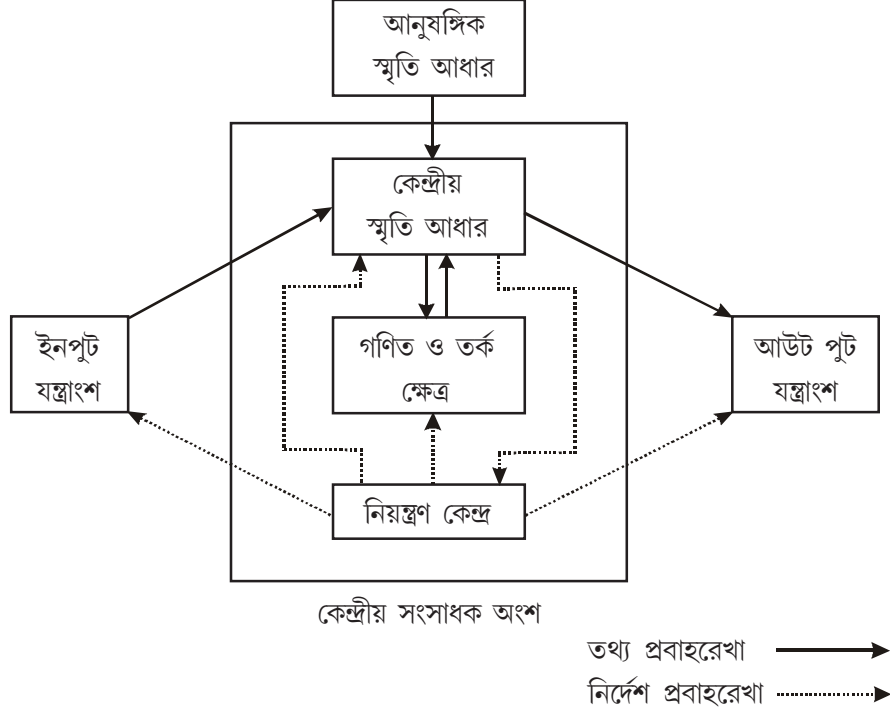 আনুষঙ্গিক
স্মৃতি আধার
কেন্দ্রীয়
স্মৃতি আধার
ইনপুট
যন্ত্রাংশ
গণিত ও তর্ক
ক্ষেত্র
আউট পুট
যন্ত্রাংশ
নিয়ন্ত্রণ কেন্দ্র
কেন্দ্রীয় সংসাধক অংশ
তথ্য প্রবাহরেখা
নির্দেশ প্রবাহরেখা